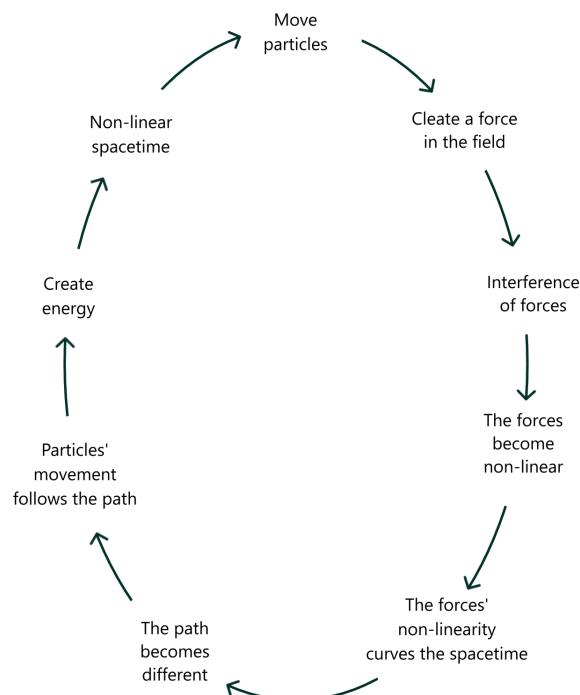 Move
particles
Cleate a force
in the field
Interference
of forces
The forces
become
non-linear
The forces'
non-linearity
curves the spacetime
The path
becomes
different
Particles'
movement
follows the path
Create
energy
Non-linear
spacetime